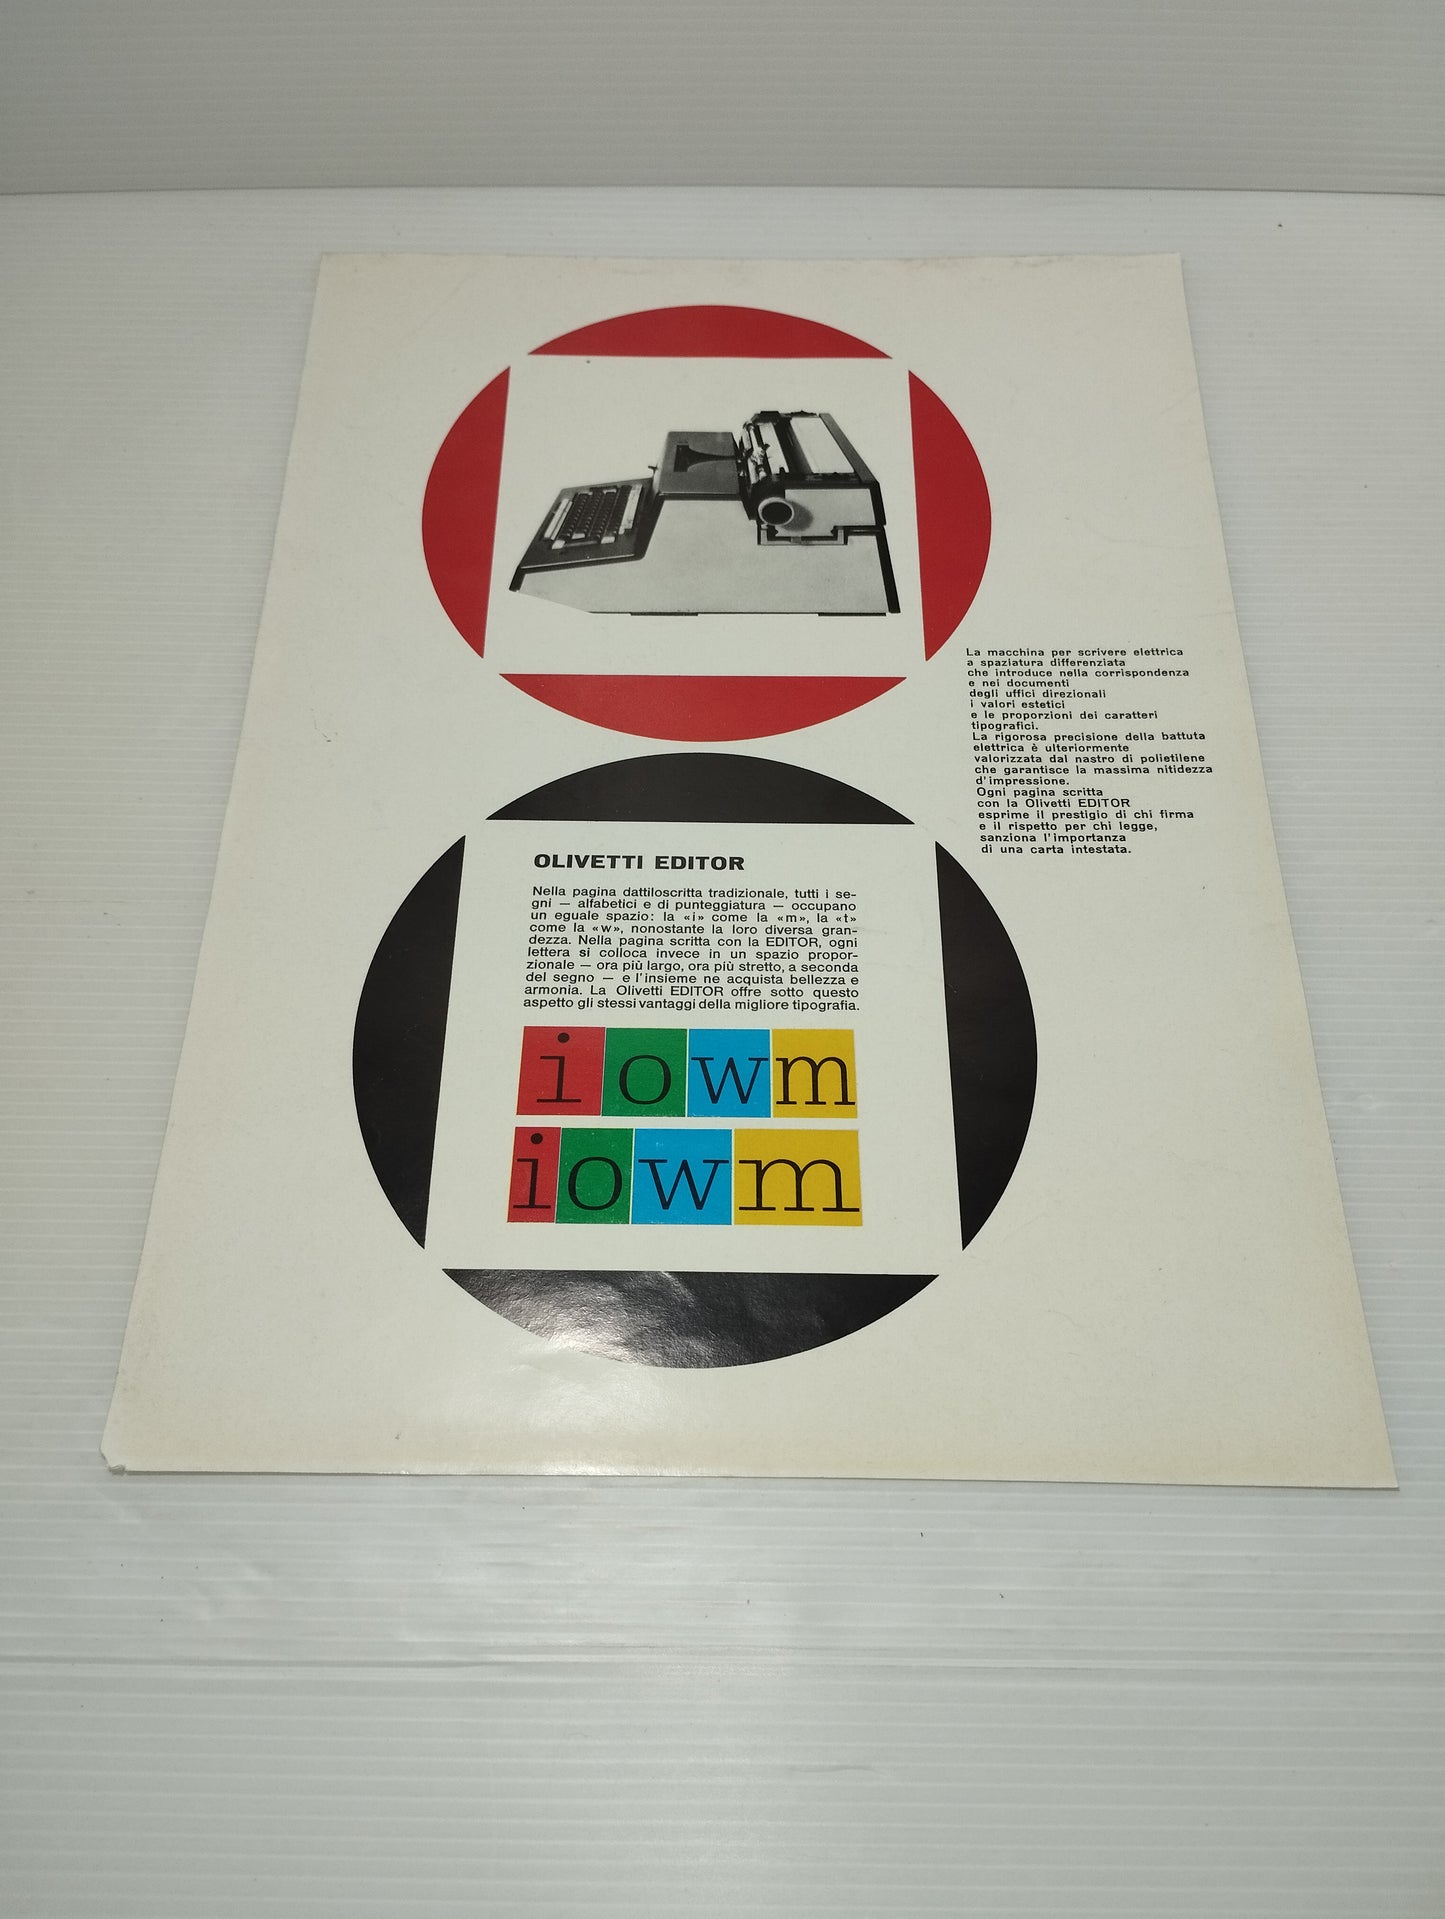 La macchina per scrivere elettrica
a spaziatura differenziata
che introduce nella corrispondenza
e nei documenti
degli uffici direzionali
i valori estetici
e le proporzioni dei caratteri
tipografici.
La rigorosa precisione della battuta
elettrica è ulteriormente
valorizzata dal nastro di polietilene
che garantisce la massima nitidezza
d'impressione.
Ogni pagina scritta
con la Olivetti EDITOR
esprime il prestigio di chi firma
e il rispetto per chi legge,
sanziona l'importanza
di una carta intestata.
OLIVETTI EDITOR
Nella pagina dattiloscritta tradizionale, tutti i se-
gni — alfabetici e di punteggiatura — occupano
un eguale spazio: la «i» come la «m», la «t»
come la «w», nonostante la loro diversa gran-
dezza. Nella pagina scritta con la EDITOR, ogni
lettera si colloca invece in un spazio propor-
zionale — ora più largo, ora più stretto, a seconda
del segno — e l'insieme ne acquista bellezza e
armonia. La Olivetti EDITOR offre sotto questo
aspetto gli stessi vantaggi della migliore tipografia.
iowm
iowm